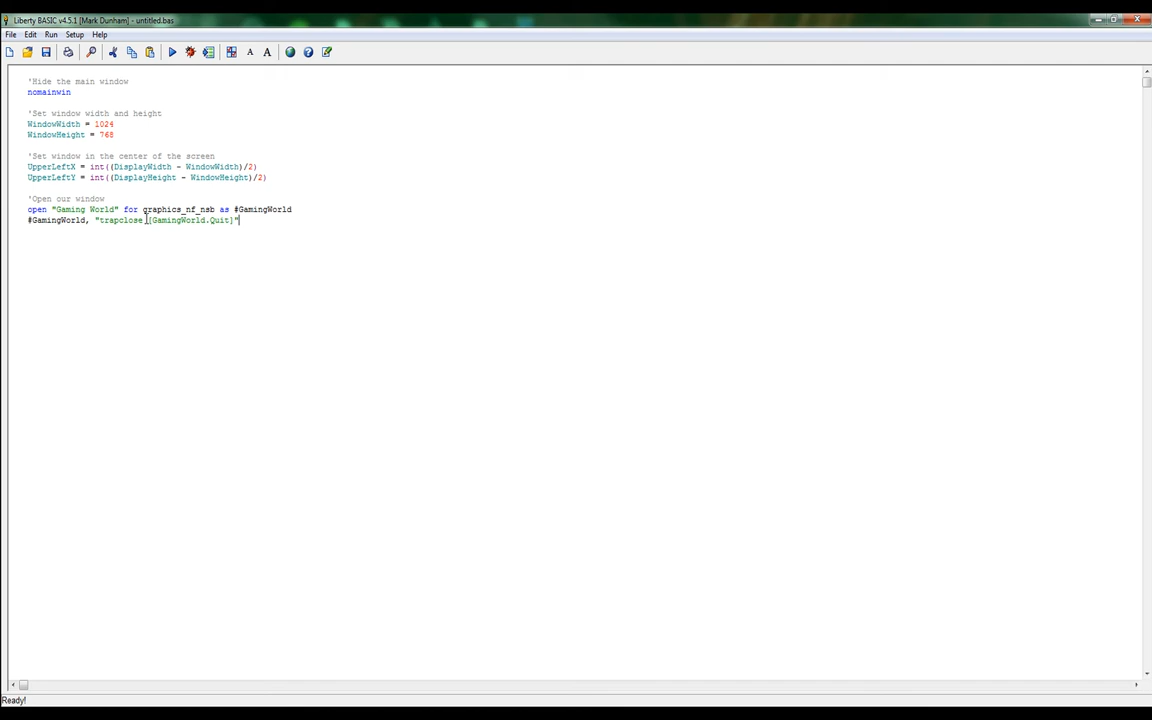 Liberty BASIC v4.5.1 [Mark Dunham] - untitled.bas
File Edit Run Setup Help
A A
'Hide the main window
nomainwin
'Set window width and height
WindowWidth = 1024
WindowHeight = 768
'Set window in the center of the screen
UpperLeftX = int((DisplayWidth - WindowWidth)/2)
UpperLeftY = int((DisplayHeight - WindowHeight)/2)
'Open our window
open "Gaming World" for graphics_nf_nsb as #GamingWorld
#GamingWorld, "trapclose [GamingWorld.Quit]"
Ready!